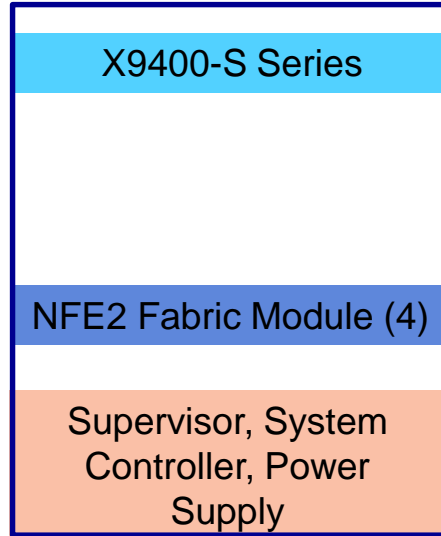 X9400-S Series
NFE2 Fabric Module (4)
Supervisor, System
Controller, Power
Supply